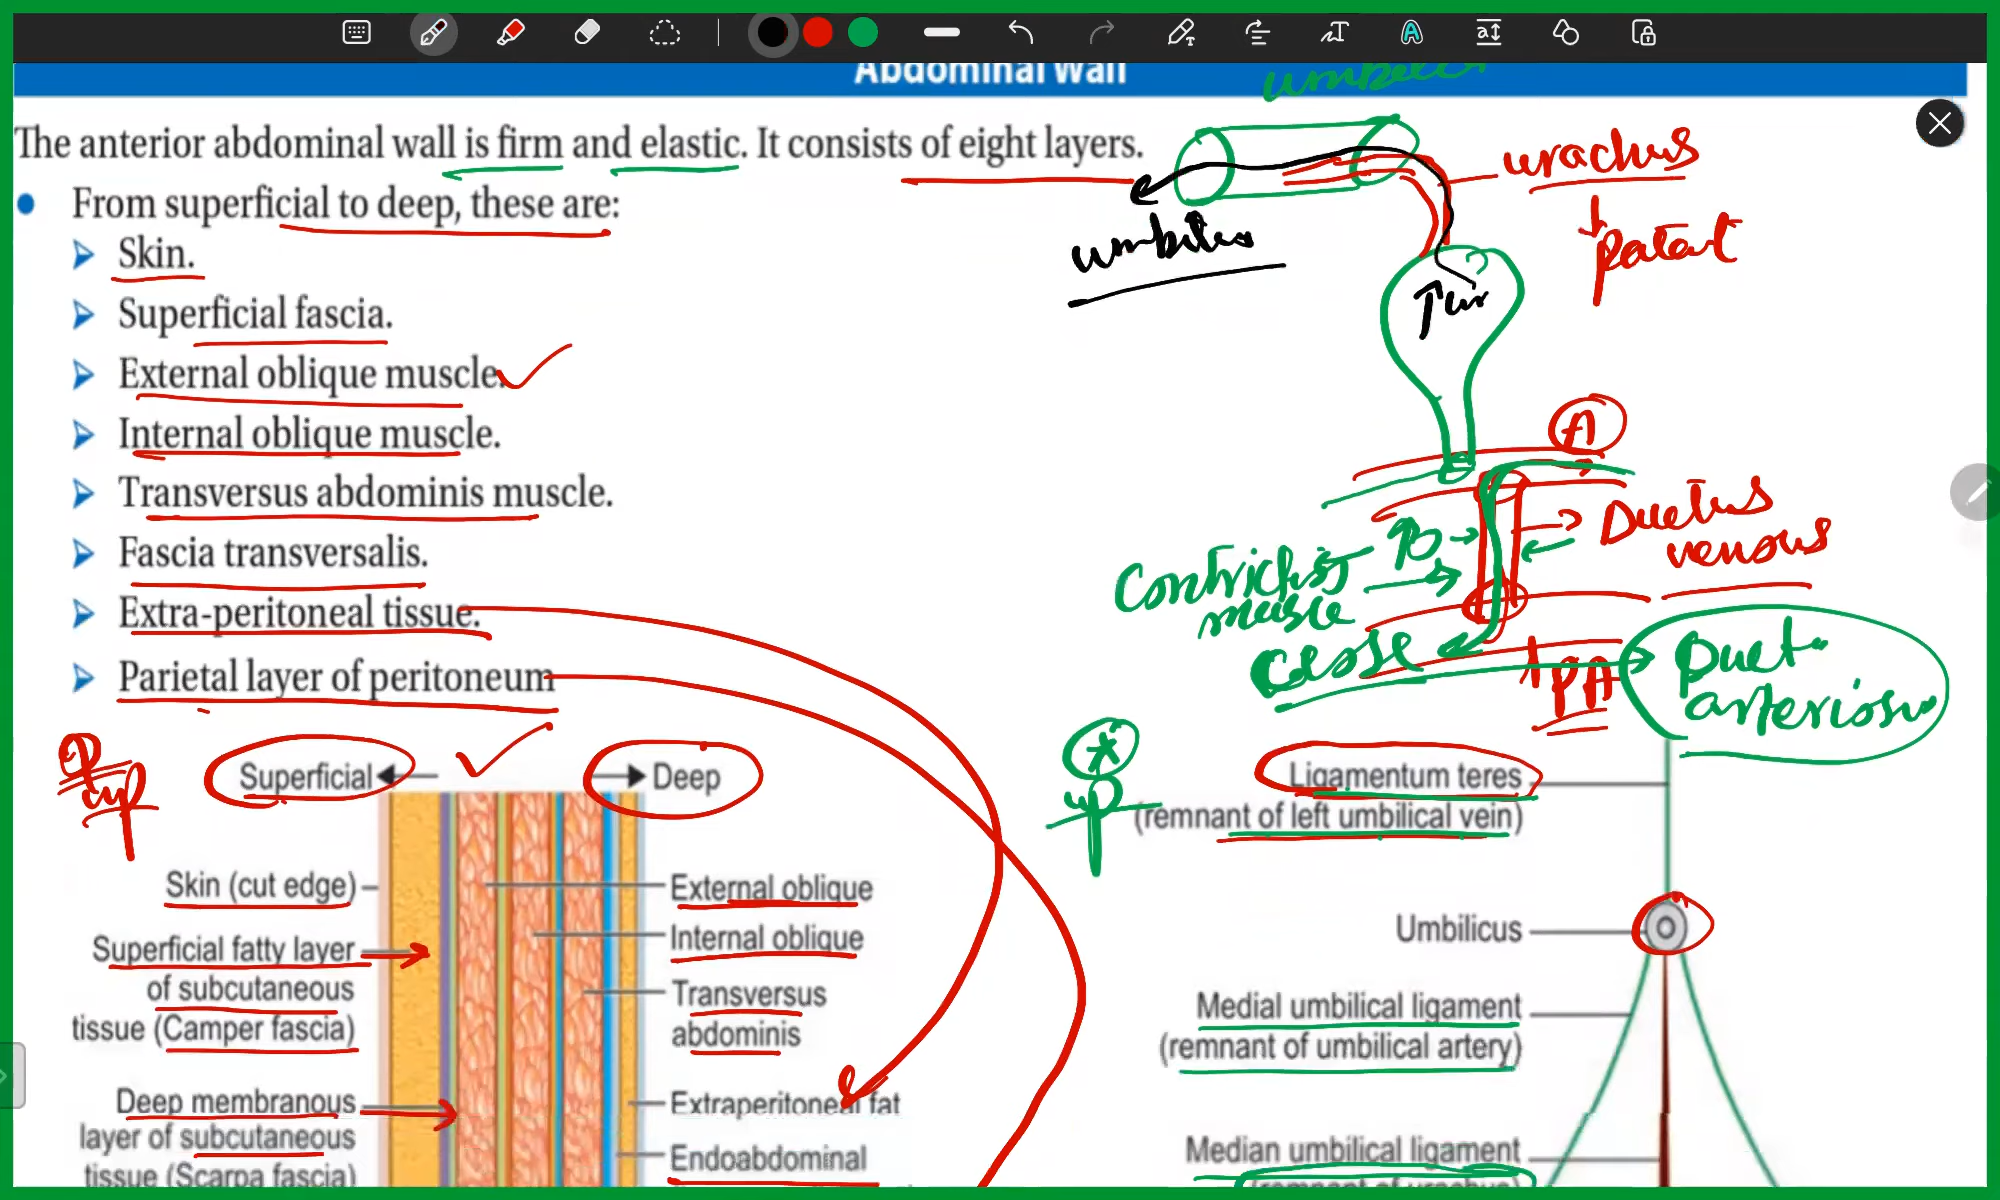 Abdominal Wall
The anterior abdominal wall is firm and elastic. It consists of eight layers.
From superficial to deep, these are:
Skin.
Superficial fascia.
External oblique muscle.
Internal oblique muscle.
Transversus abdominis muscle.
Fascia transversalis.
Extra-peritoneal tissue.
Parietal layer of peritoneum
Superficial
Deep
Skin (cut edge)
Superficial fatty layer
of subcutaneous
tissue (Camper fascia)
Deep membranous
layer of subcutaneous
tissue (Scarpa fascia)
External oblique
Internal oblique
Transversus
abdominis
Extraperitoneal fat
Endoabdominal
urachus
patent
umbilicus
A
Ductus
venous
muscle
close
PA
Duct
Ligamentum teres
(remnant of left umbilical vein)
Umbilicus
Medial umbilical ligament
(remnant of umbilical artery)
Median umbilical ligament
(remnant of urachus)